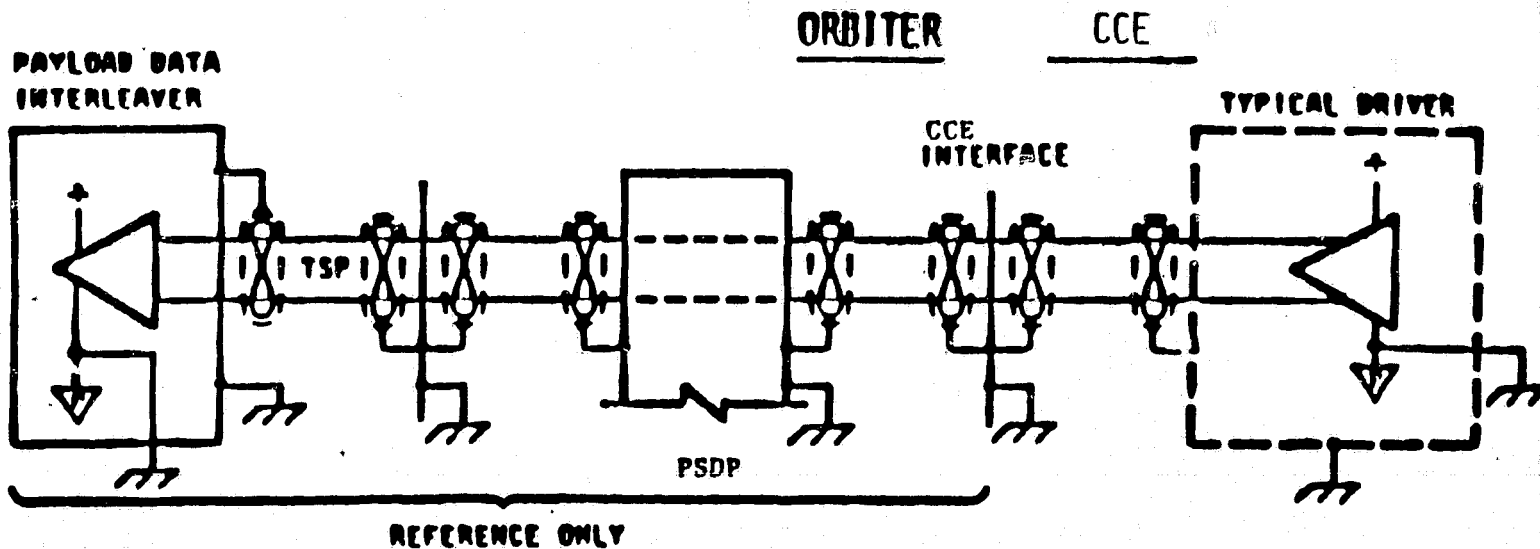 ORBITER CCE
PAYLOAD DATA
INTERLEAVER
TYPICAL DRIVER
CCE
INTERFACE
+
+
TSP
PSDP
REFERENCE ONLY